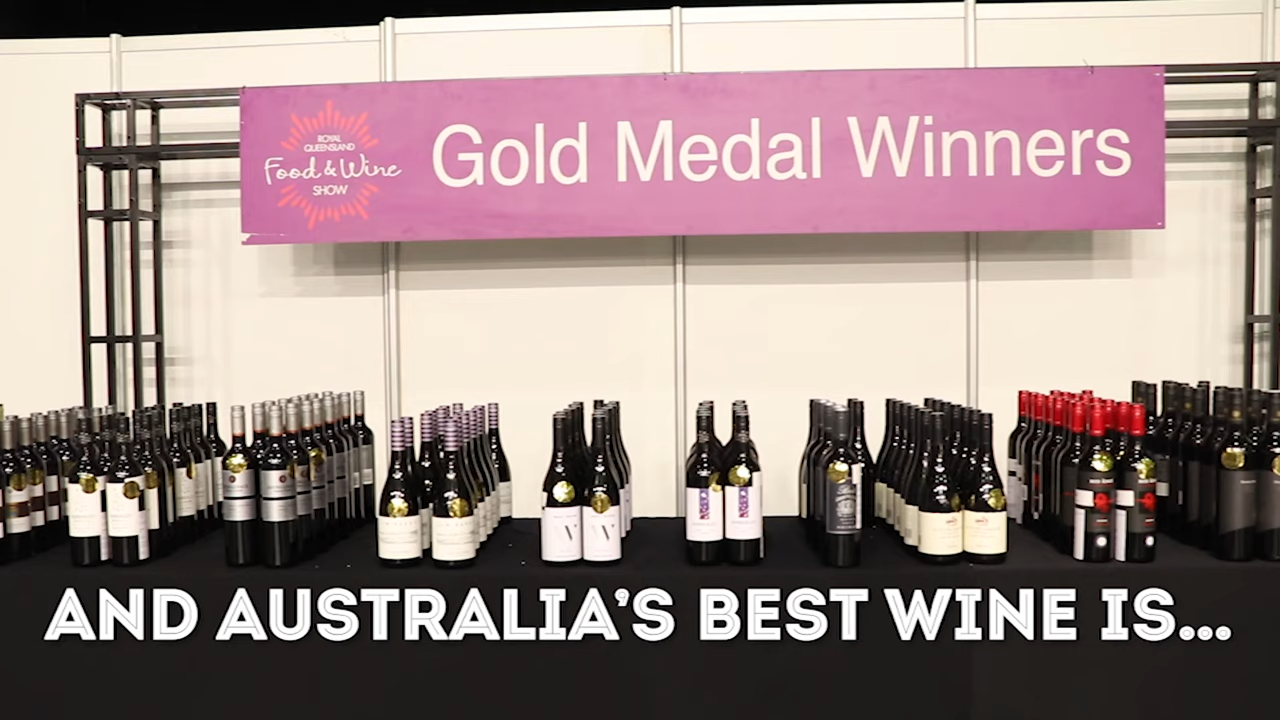 ROYAL
QUEENSLAND
Food & Wine
SHOW
Gold Medal Winners
W
W
AND AUSTRALIA'S BEST WINE IS...